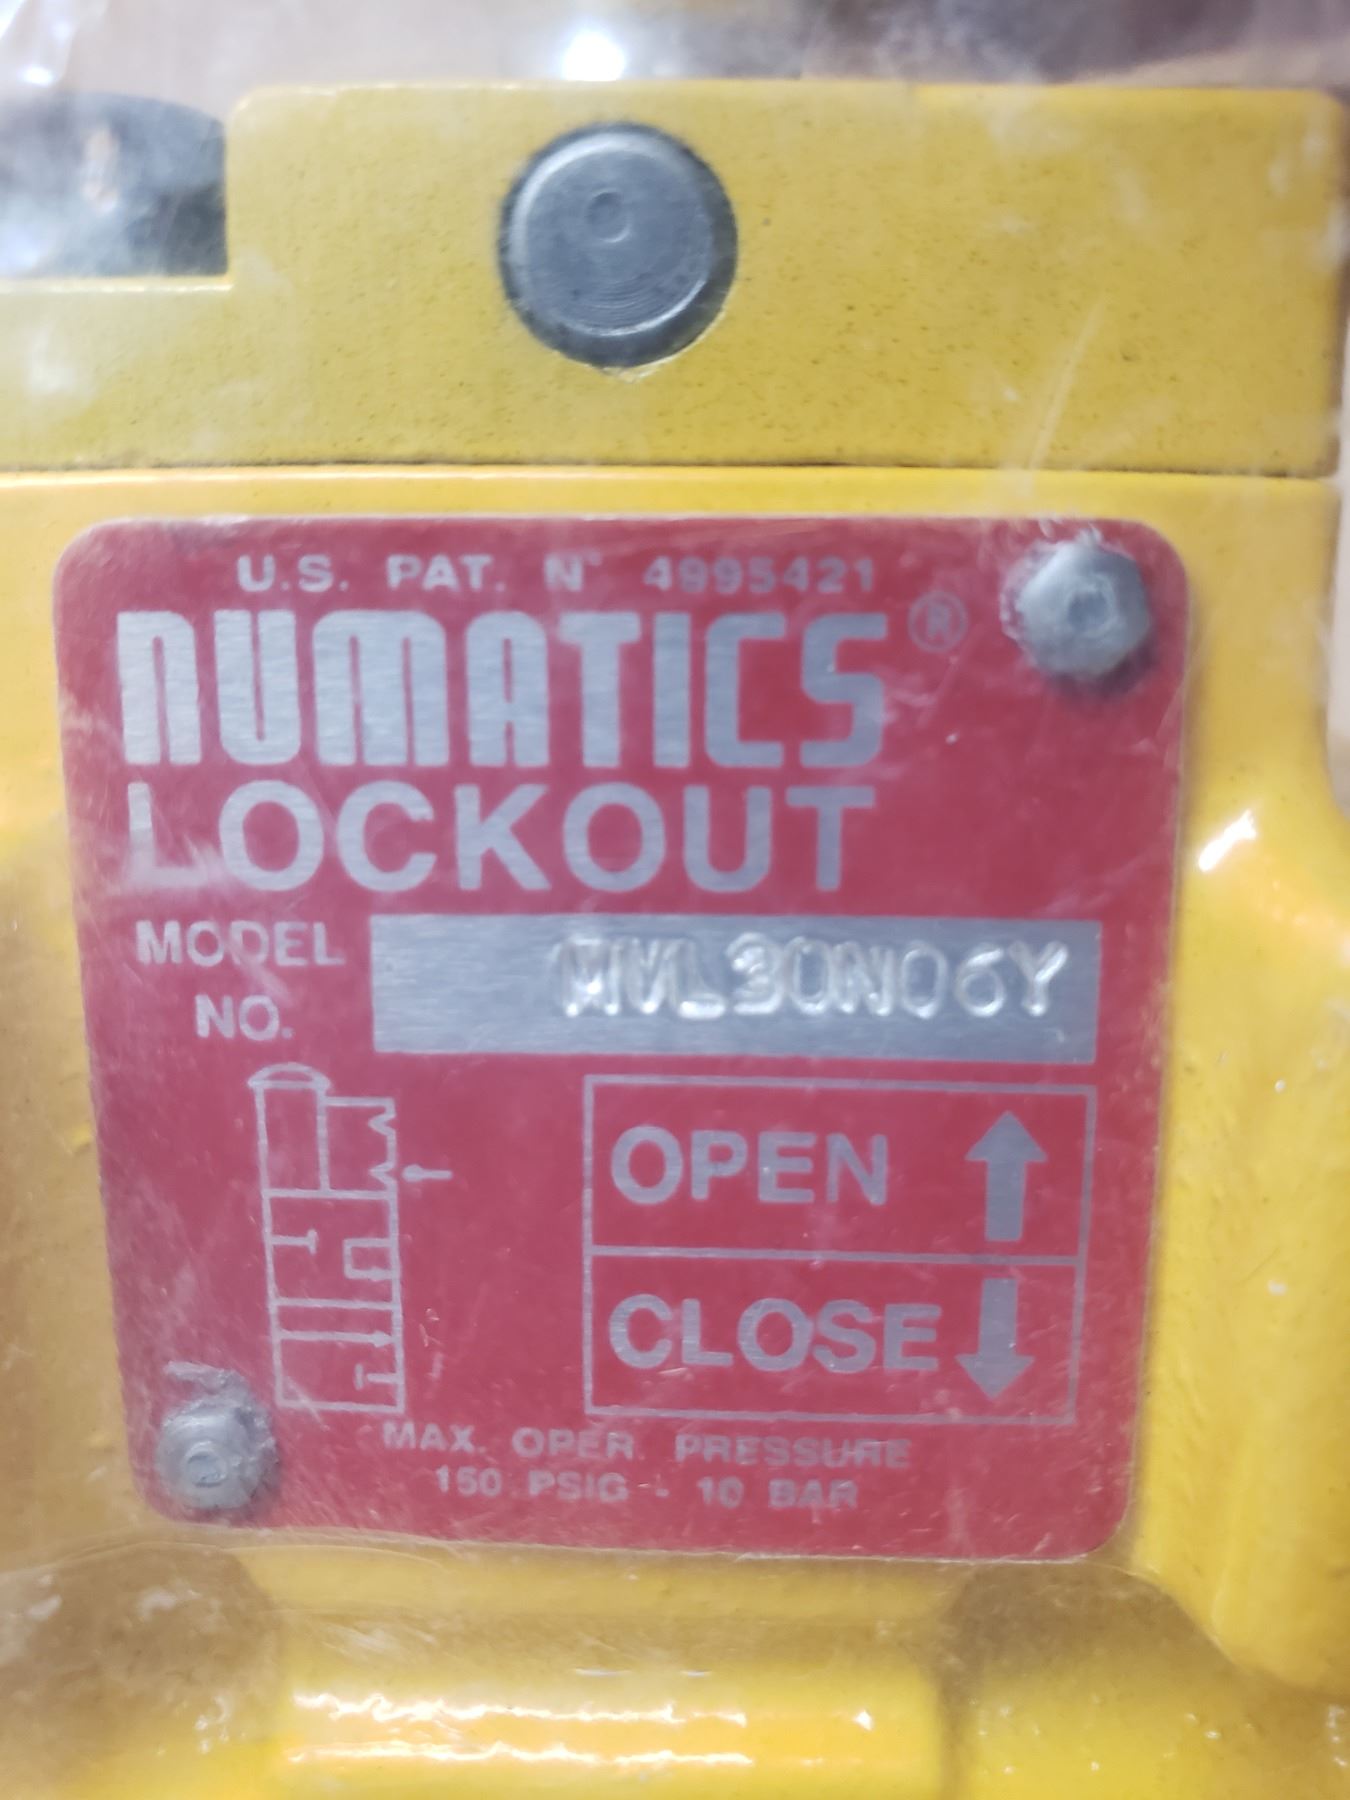 U.S. PAT. N° 4995421
NUMATICS®
LOCKOUT
MODEL NO. MVL30N06Y
OPEN
CLOSE
MAX. OPER. PRESSURE
150 PSIG - 10 BAR